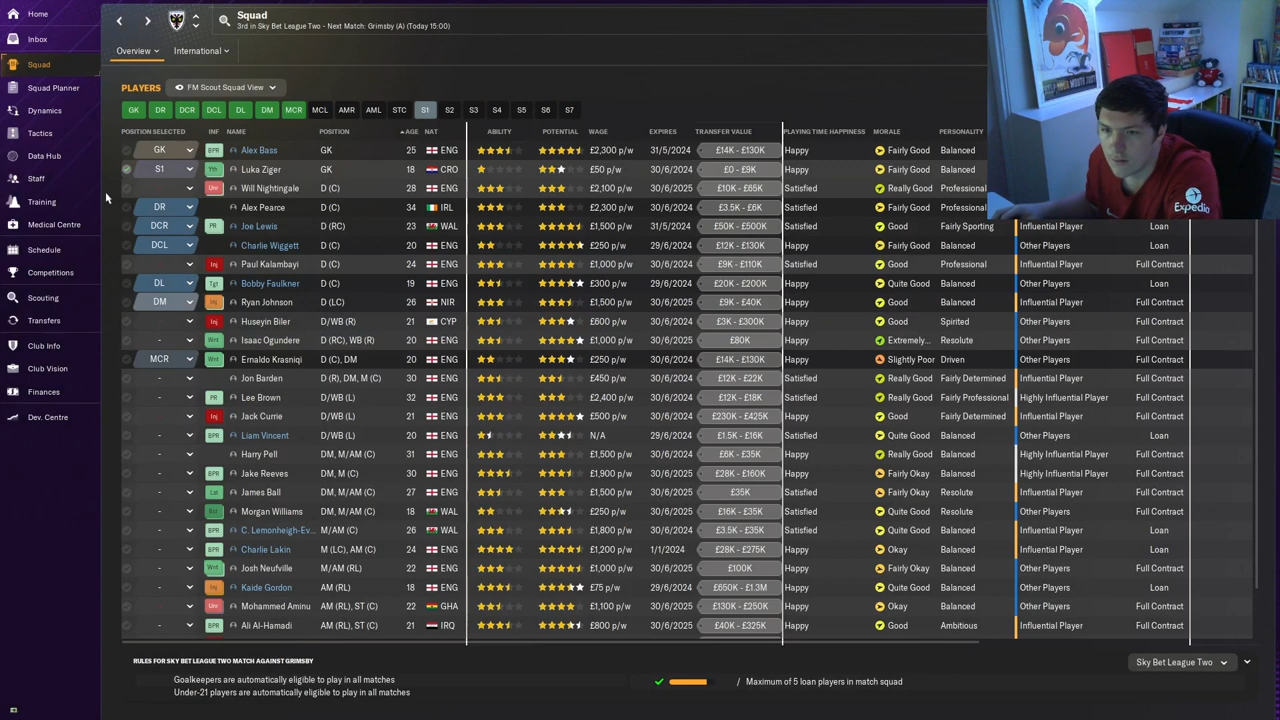 Home
Inbox
Squad
Squad Planner
Dynamics
Tactics
Data Hub
Staff
Training
Medical Centre
Schedule
Competitions
Scouting
Transfers
Club Info
Club Vision
Finances
Dev. Centre
Squad
3rd in Sky Bet League Two - Next Match: Grimsby (A) (Today 15:00)
Overview International
PLAYERS FM Scout Squad View
GK DR DCR DCL DL DM MCR MCL AMR AML STC S1 S2 S3 S4 S5 S6 S7
POSITION SELECTED INF NAME POSITION AGE NAT ABILITY POTENTIAL WAGE EXPIRES TRANSFER VALUE PLAYING TIME HAPPINESS MORALE PERSONALITY
GK BPR Alex Bass GK 25 ENG £2,300 p/w 31/5/2024 £14K - £130K Happy Fairly Good Balanced
S1 Yth Luka Ziger GK 18 CRO £50 p/w 30/6/2024 £0 - £9K Happy Fairly Good Balanced
Unr Will Nightingale D (C) 28 ENG £2,100 p/w 30/6/2024 £10K - £65K Satisfied Really Good Professional
DR Alex Pearce D (C) 34 IRL £2,300 p/w 30/6/2024 £3.5K - £6K Satisfied Fairly Good Balanced
DCR PR Joe Lewis D (RC) 23 WAL £1,500 p/w 31/5/2024 £50K - £500K Satisfied Good Fairly Sporting Influential Player Loan
DCL Charlie Wiggett D (C) 20 ENG £250 p/w 29/6/2024 £12K - £130K Happy Fairly Good Balanced Other Players Loan
Inj Paul Kalambayi D (C) 24 ENG £1,000 p/w 30/6/2024 £9K - £110K Satisfied Good Professional Influential Player Full Contract
DL Tgt Bobby Faulkner D (C) 19 ENG £300 p/w 29/6/2024 £20K - £200K Happy Good Balanced Other Players Loan
DM Inj Ryan Johnson D (LC) 26 NIR £1,500 p/w 30/6/2025 £9K - £40K Happy Good Balanced Influential Player Full Contract
- Inj Huseyin Biler D/WB (R) 21 CYP £600 p/w 30/6/2024 £3K - £300K Happy Good Spirited Other Players Full Contract
- Wnt Isaac Ogundere D (RC), WB (R) 20 ENG £1,000 p/w 30/6/2024 £80K Happy Extremely... Resolute Other Players Full Contract
MCR Wnt Ernaldo Krasniqi D (C), DM 20 ENG £250 p/w 30/6/2024 £14K - £130K Happy Slightly Poor Driven Other Players Full Contract
- Jon Barden D (R), DM, M (C) 30 ENG £450 p/w 30/6/2024 £12K - £22K Satisfied Really Good Fairly Determined Influential Player Full Contract
- PR Lee Brown D/WB (L) 32 ENG £2,400 p/w 30/6/2024 £12K - £18K Satisfied Really Good Fairly Professional Highly Influential Player Full Contract
- Inj Jack Currie D/WB (L) 21 ENG £500 p/w 30/6/2024 £230K - £425K Happy Good Fairly Determined Influential Player Full Contract
- BPR Liam Vincent D/WB (L) 20 ENG N/A 29/6/2024 £1.5K - £16K Satisfied Quite Good Balanced Other Players Loan
- Harry Pell DM, M/AM (C) 31 ENG £1,500 p/w 30/6/2024 £6K - £35K Happy Really Good Balanced Highly Influential Player Full Contract
- BPR Jake Reeves DM, M (C) 30 ENG £1,900 p/w 30/6/2025 £28K - £160K Happy Fairly Okay Balanced Highly Influential Player Full Contract
- Lst James Ball DM, M/AM (C) 27 ENG £1,500 p/w 30/6/2025 £35K Satisfied Fairly Okay Resolute Influential Player Full Contract
- Bst Morgan Williams DM, M/AM (C) 18 WAL £250 p/w 30/6/2025 £16K - £35K Satisfied Quite Good Resolute Other Players Full Contract
- BPR C. Lemonheigh-Ev... M/AM (C) 26 WAL £1,800 p/w 30/6/2024 £3.5K - £35K Satisfied Quite Good Balanced Influential Player Loan
- BPR Charlie Lakin M (LC), AM (C) 24 ENG £1,200 p/w 1/1/2024 £28K - £275K Happy Okay Balanced Influential Player Loan
- Wnt Josh Neufville M/AM (RL) 22 ENG £1,000 p/w 30/6/2025 £100K Happy Fairly Okay Balanced Other Players Full Contract
- Inj Kaide Gordon AM (RL) 18 ENG £75 p/w 29/6/2024 £650K - £1.3M Happy Quite Good Balanced Other Players Loan
- Unr Mohammed Aminu AM (RL), ST (C) 22 GHA £1,100 p/w 30/6/2025 £130K - £250K Happy Okay Balanced Other Players Full Contract
- BPR Ali Al-Hamadi AM (RL), ST (C) 21 IRQ £800 p/w 30/6/2025 £40K - £325K Happy Good Ambitious Influential Player Full Contract
RULES FOR SKY BET LEAGUE TWO MATCH AGAINST GRIMSBY
Sky Bet League Two
Goalkeepers are automatically eligible to play in all matches
Under-21 players are automatically eligible to play in all matches
/ Maximum of 5 loan players in match squad
Expedia